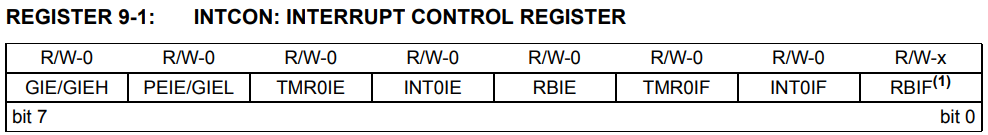 REGISTER 9-1: INTCON: INTERRUPT CONTROL REGISTER
R/W-0 R/W-0 R/W-0 R/W-0 R/W-0 R/W-0 R/W-0 R/W-x
GIE/GIEH PEIE/GIEL TMR0IE INT0IE RBIE TMR0IF INT0IF RBIF(1)
bit 7 bit 0